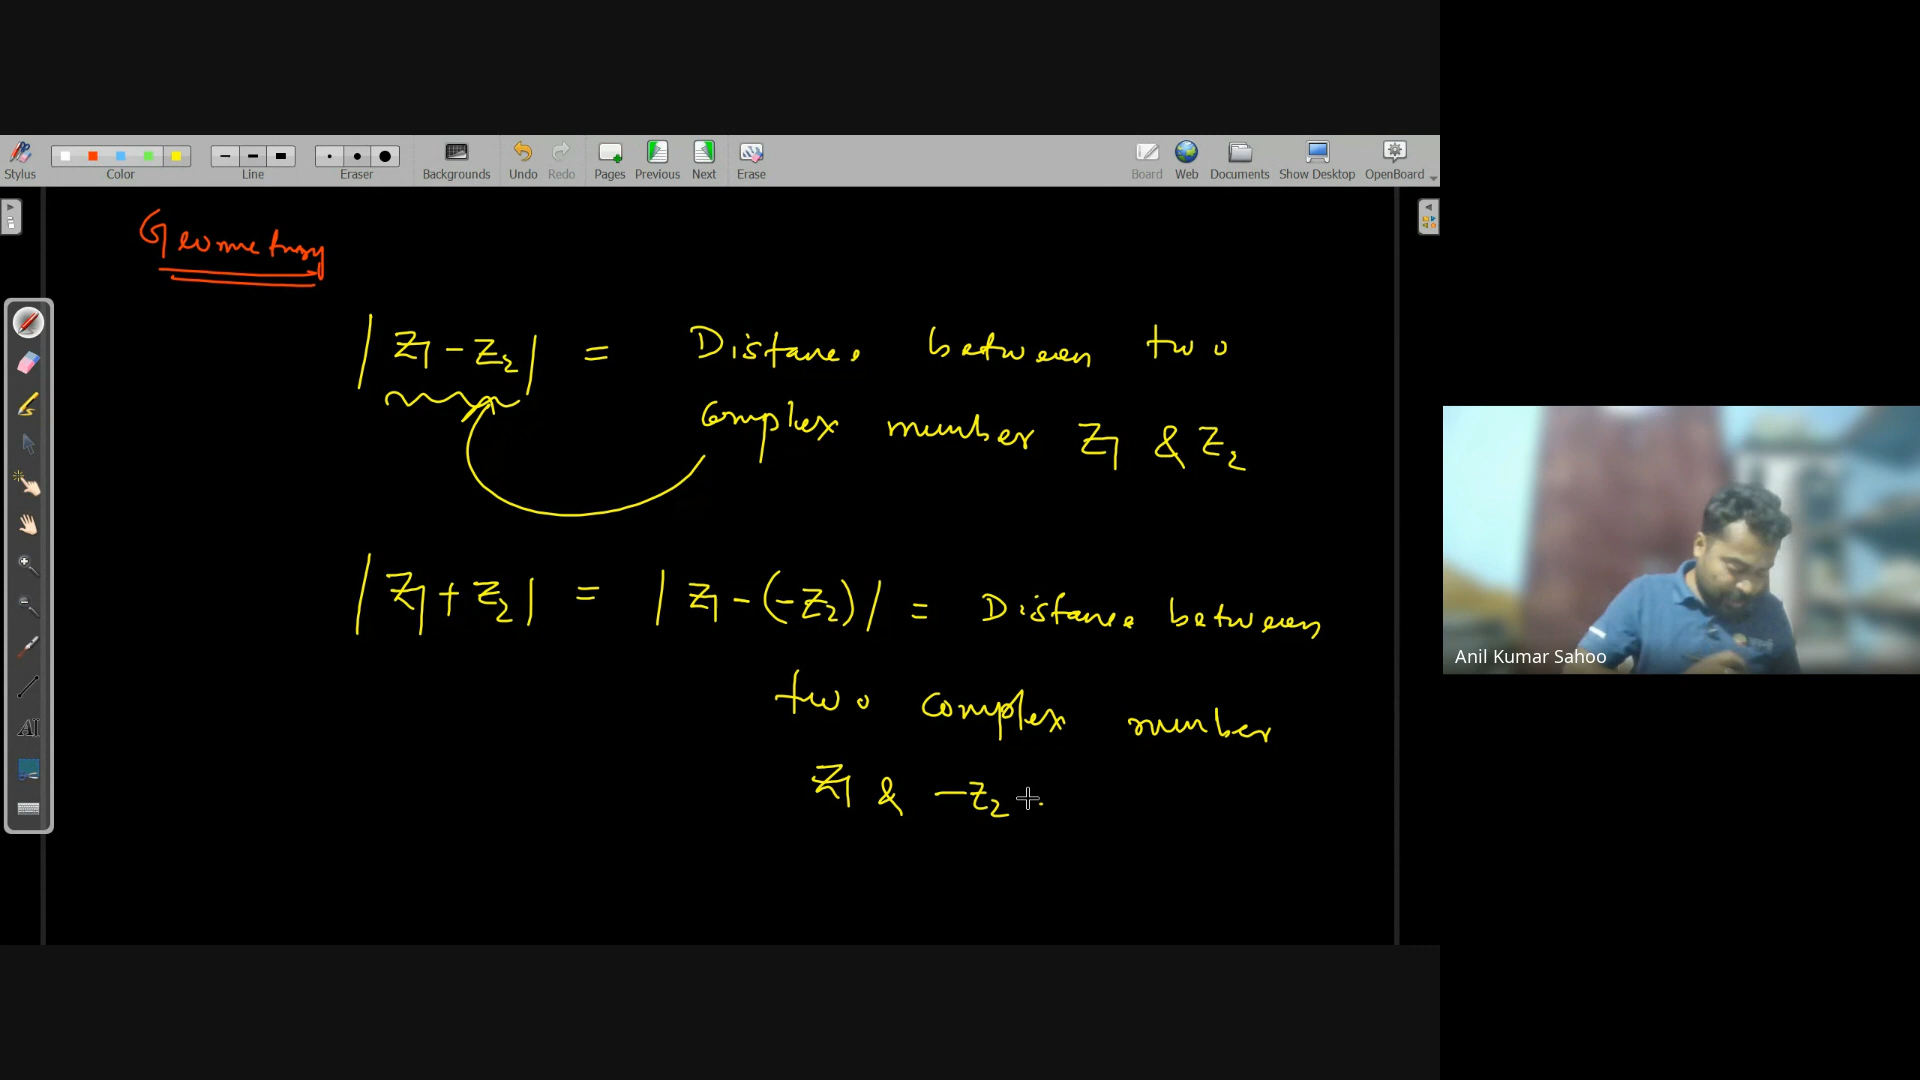 Stylus Color Line Eraser Backgrounds Undo Redo Pages Previous Next Erase Board Web Documents Show Desktop OpenBoard
Geometry
|z1 - z2| = Distance between two
complex number z1 & z2
|z1 + z2| = |z1 - (-z2)| = Distance between
two complex number
z1 & -z2.
Anil Kumar Sahoo